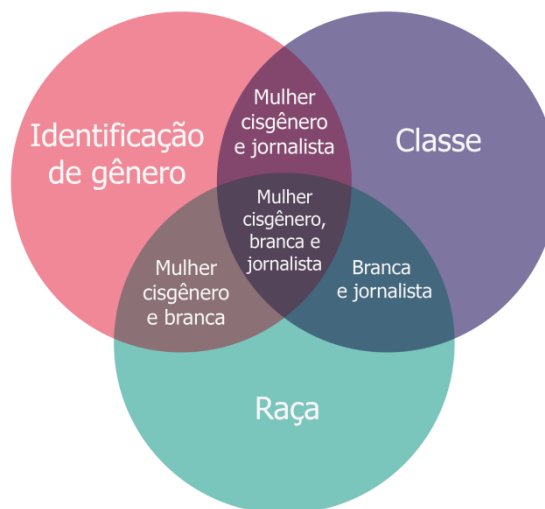 Mulher
cisgênero
e jornalista
Identificação
de gênero
Classe
Mulher
cisgênero,
branca e
jornalista
Mulher
cisgênero
e branca
Branca
e jornalista
Raça